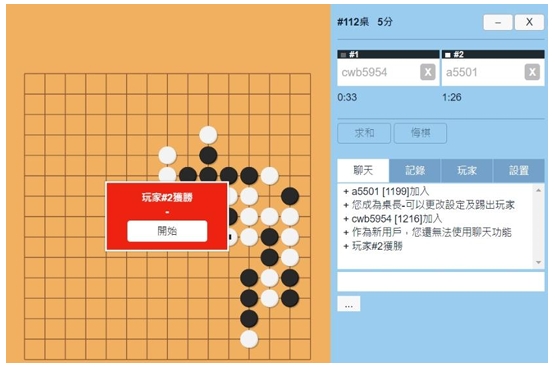 #112桌 5分
– X
#1
#2
cwb5954 X
a5501 X
0:33
1:26
求和
悔棋
聊天
記錄
玩家
設置
+ a5501 [1199]加入
+ 您成為桌長-可以更改設定及踢出玩家
+ cwb5954 [1216]加入
+ 作為新用戶，您還無法使用聊天功能
+ 玩家#2獲勝
...
玩家#2獲勝
-
開始